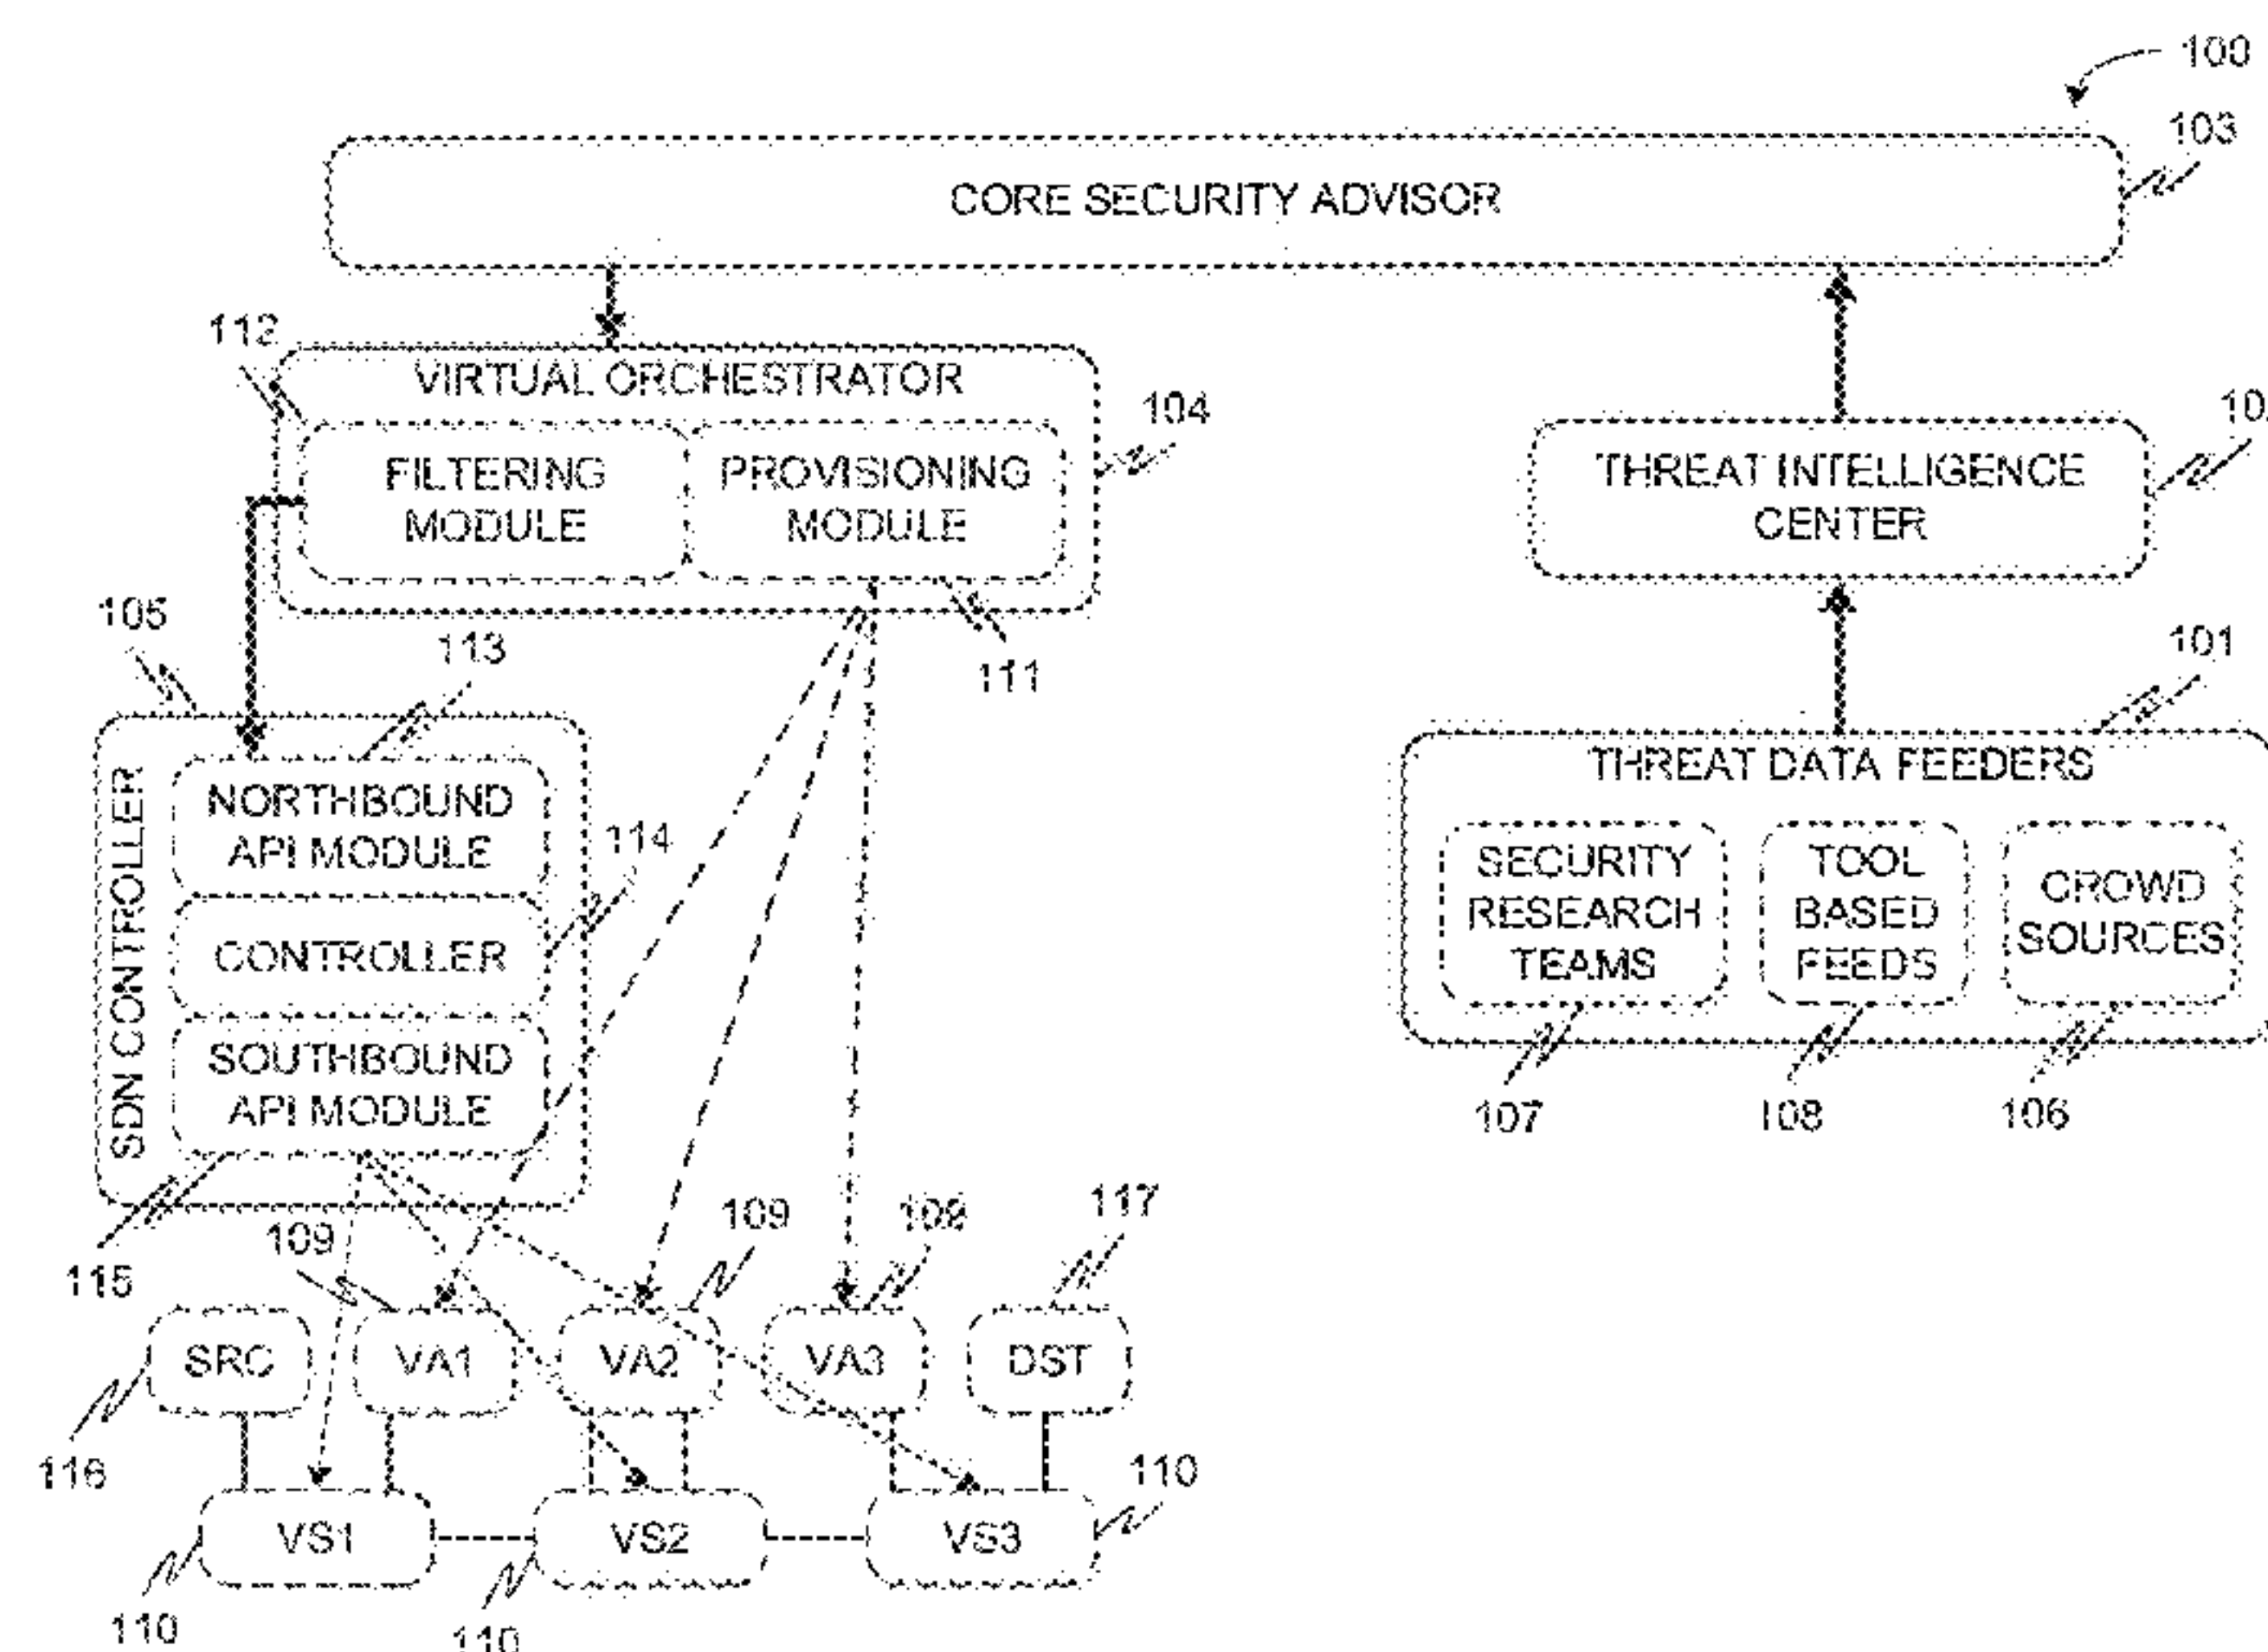 100
103
CORE SECURITY ADVISOR
112
VIRTUAL ORCHESTRATOR
104
FILTERING
MODULE
PROVISIONING
MODULE
THREAT INTELLIGENCE
CENTER
105
113
111
101
SDN CONTROLLER
NORTHBOUND
API MODULE
114
CONTROLLER
SOUTHBOUND
API MODULE
THREAT DATA FEEDERS
SECURITY
RESEARCH
TEAMS
TOOL
BASED
FEEDS
CROWD
SOURCES
107
108
106
115
109
109
117
SRC
VA1
VA2
VA3
DST
116
110
VS1
VS2
VS3
110
110